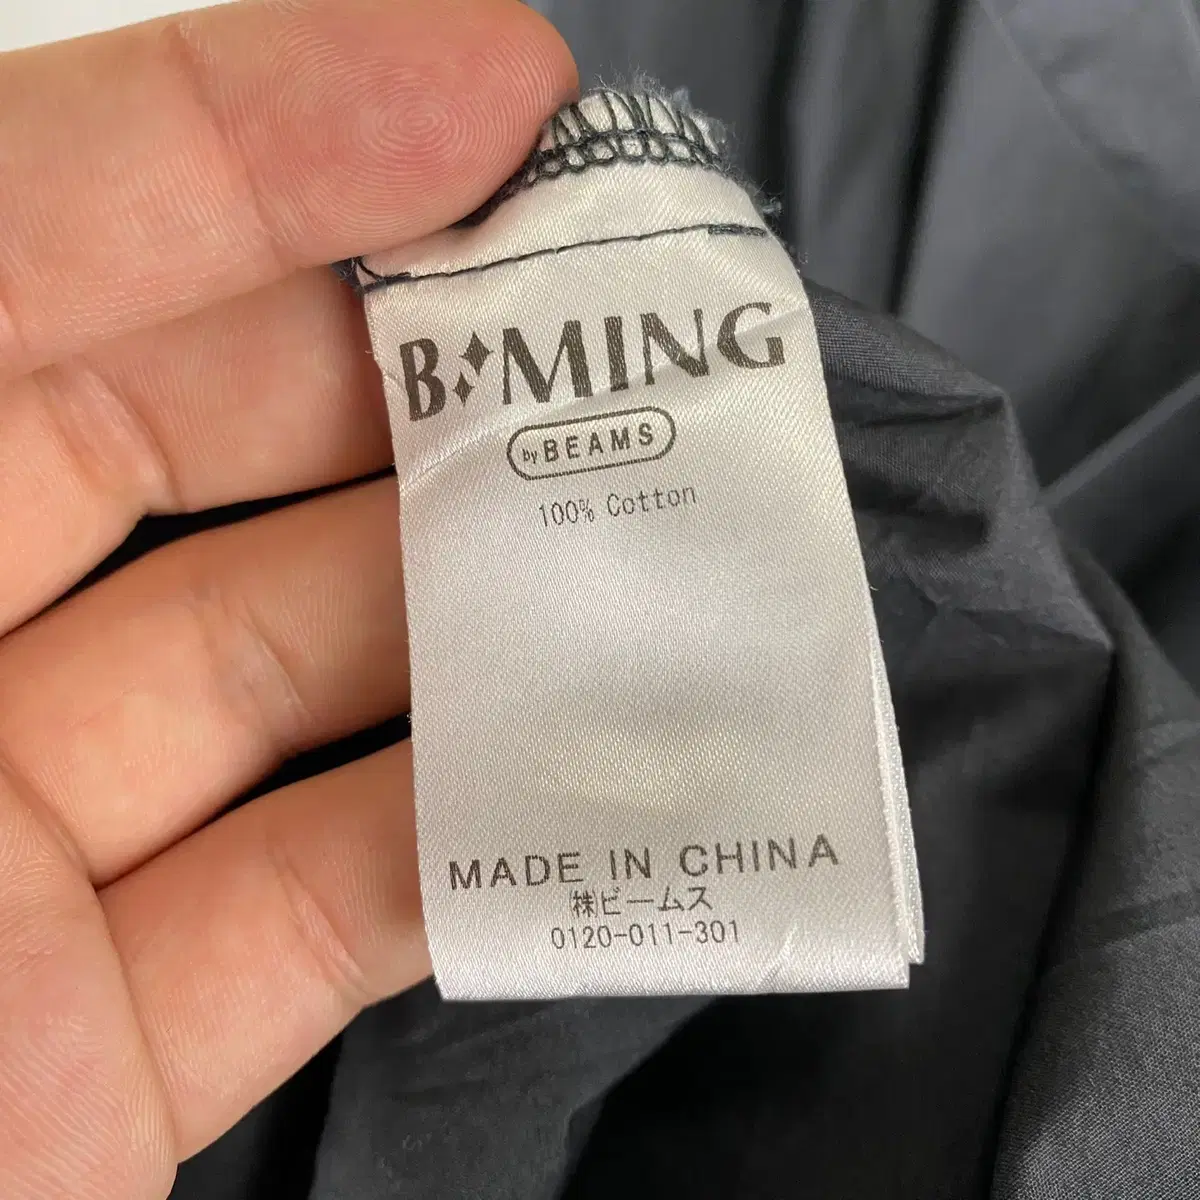 B:MING
by BEAMS
100% Cotton
MADE IN CHINA
㈱ビームス
0120-011-301